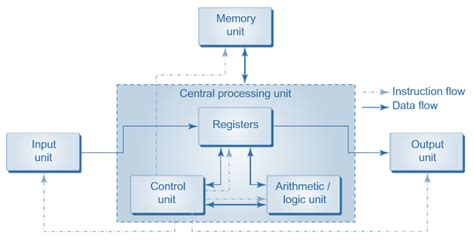 Memory
unit
Instruction flow
Data flow
Central processing unit
Registers
Input
unit
Output
unit
Control
unit
Arithmetic /
logic unit